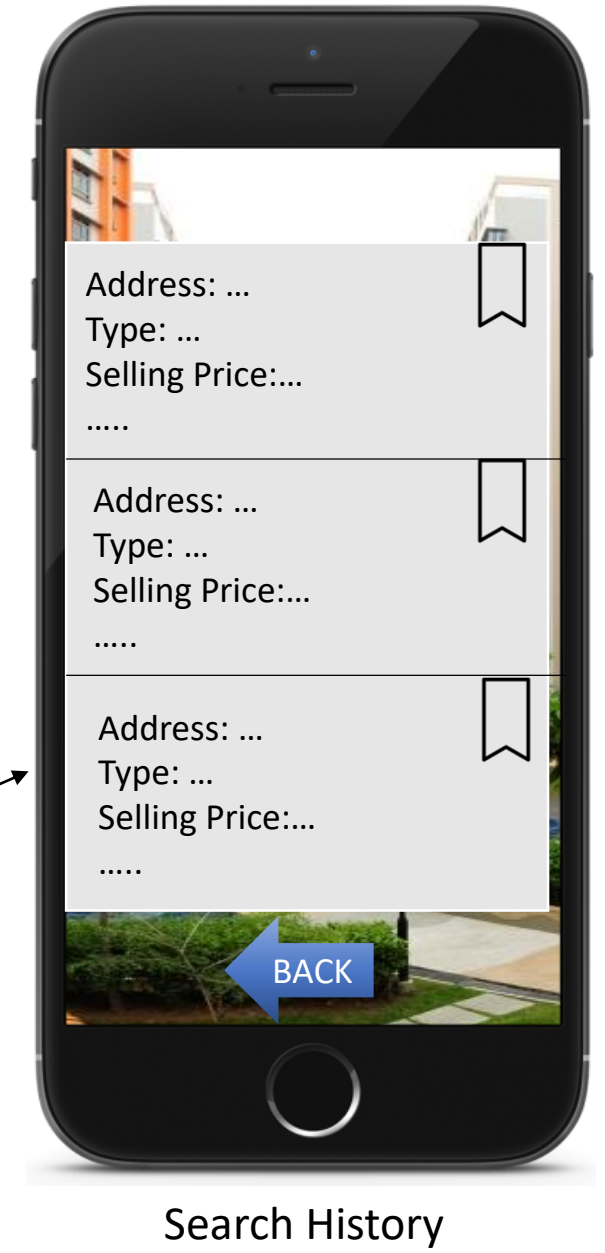 Address: …
Type: …
Selling Price:…
…..
Address: …
Type: …
Selling Price:…
…..
Address: …
Type: …
Selling Price:…
…..
BACK
Search History